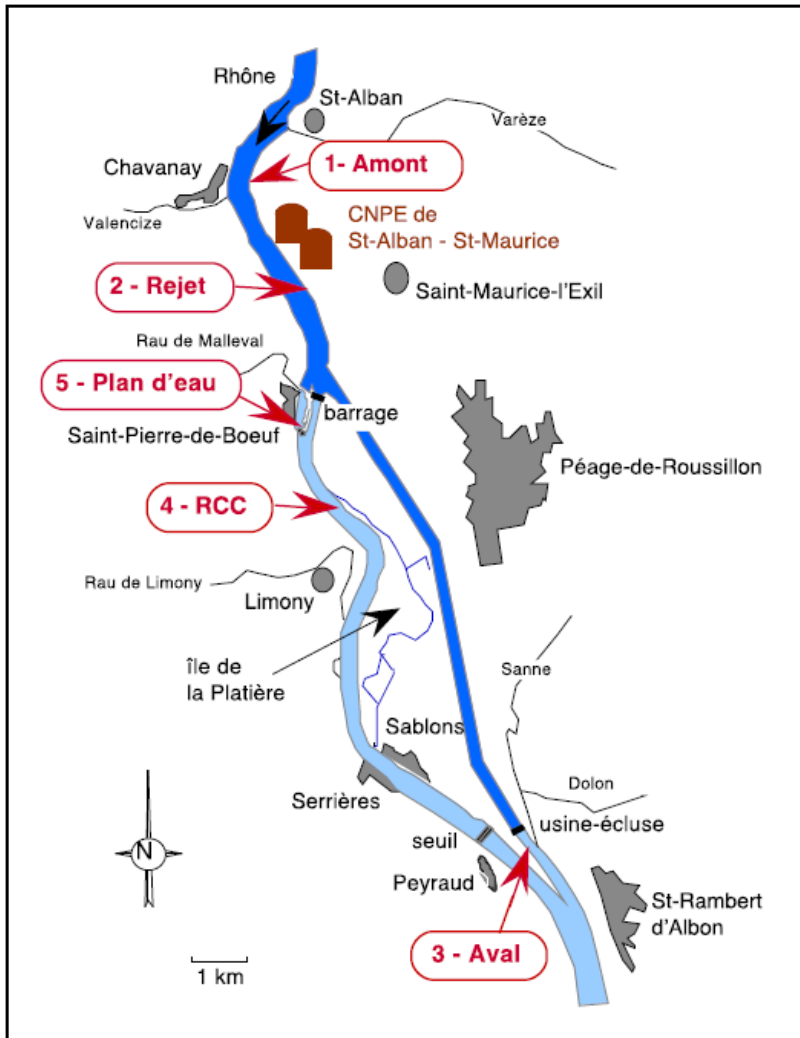 Rhône
St-Alban
Varèze
1- Amont
Chavanay
Valencize
CNPE de
St-Alban - St-Maurice
2 - Rejet
Saint-Maurice-l'Exil
Rau de Malleval
5 - Plan d'eau
barrage
Saint-Pierre-de-Boeuf
Péage-de-Roussillon
4 - RCC
Rau de Limony
Limony
île de
la Platière
Sanne
Sablons
Dolon
Serrières
usine-écluse
seuil
N
Peyraud
St-Rambert
d'Albon
3 - Aval
1 km